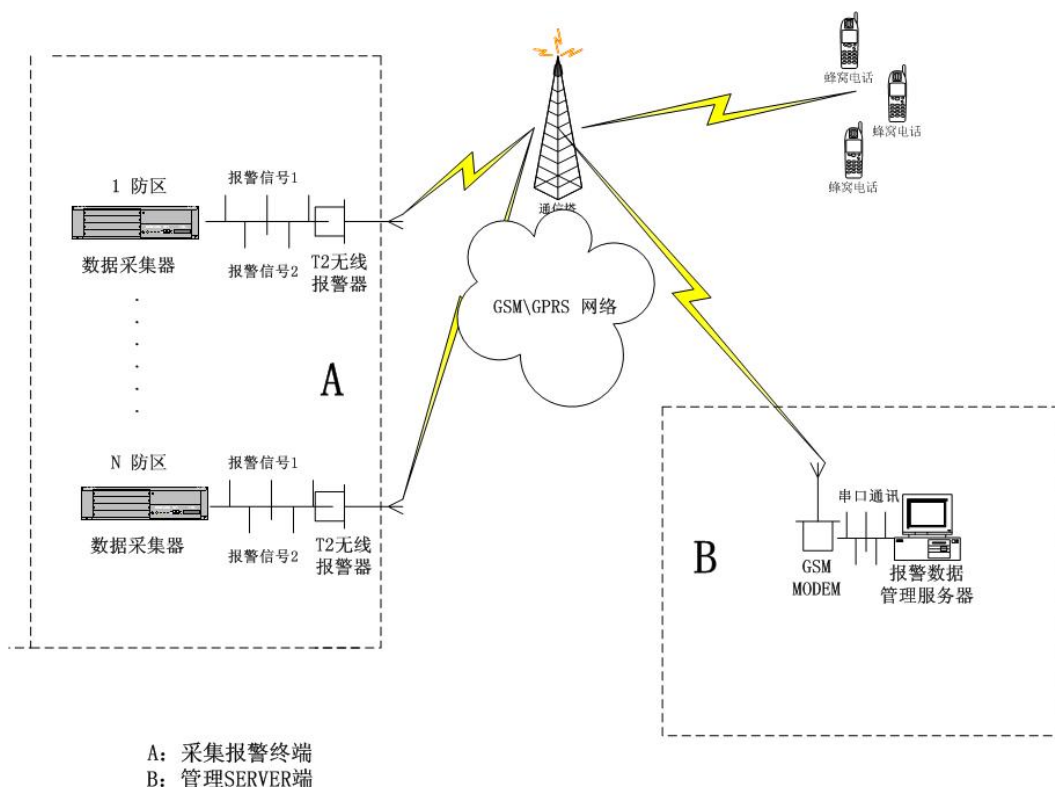 蜂窝电话
蜂窝电话
蜂窝电话
通信塔
GSM\GPRS 网络
1 防区
数据采集器
报警信号1
报警信号2
T2无线
报警器
A
N 防区
数据采集器
报警信号1
报警信号2
T2无线
报警器
B
GSM
MODEM
串口通讯
报警数据
管理服务器
A: 采集报警终端
B: 管理SERVER端